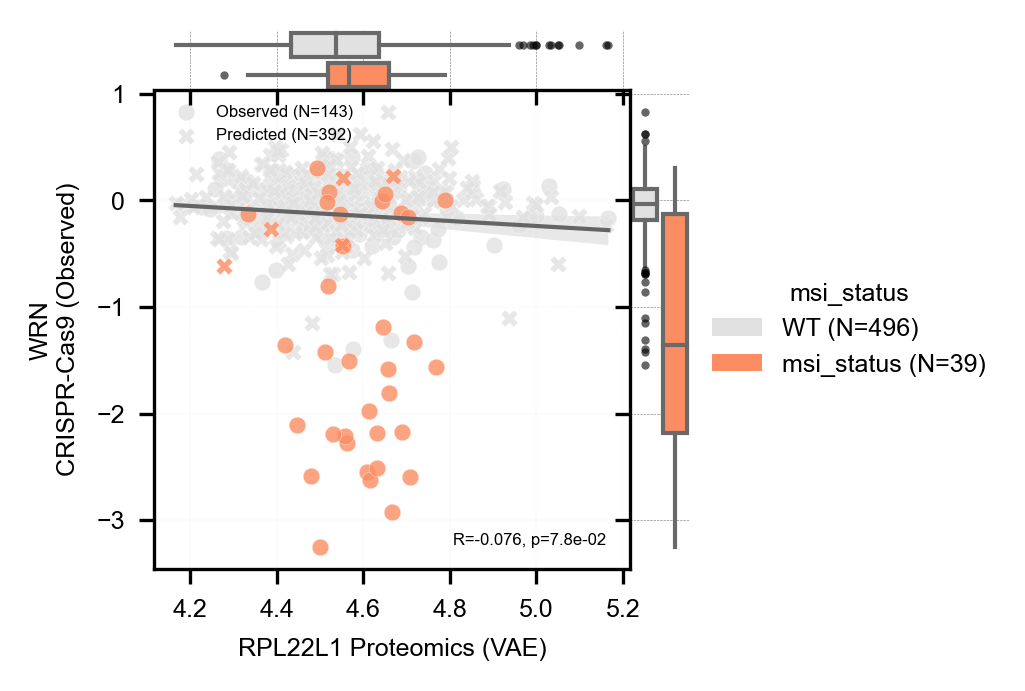 1
0
−1
−2
−3
WRN
CRISPR-Cas9 (Observed)
Observed (N=143)
Predicted (N=392)
R=-0.076, p=7.8e-02
4.2 4.4 4.6 4.8 5.0 5.2
RPL22L1 Proteomics (VAE)
msi_status
WT (N=496)
msi_status (N=39)